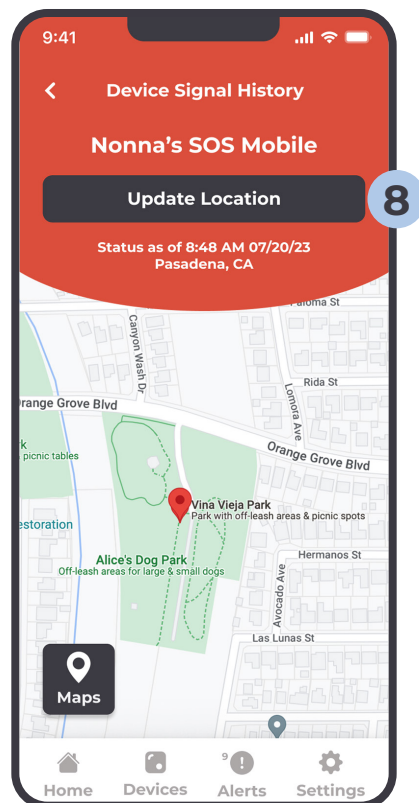 9:41
Device Signal History
Nonna's SOS Mobile
Update Location
8
Status as of 8:48 AM 07/20/23
Pasadena, CA
Paloma St
Canyon Wash Dr
Rida St
Lomora Ave
Orange Grove Blvd
Orange Grove Blvd
k
picnic tables
Vina Vieja Park
Park with off-leash areas & picnic spots
estoration
Alice's Dog Park
Off-leash areas for large & small dogs
Hermanos St
Avocado Ave
Las Lunas St
Maps
9
Home
Devices
Alerts
Settings